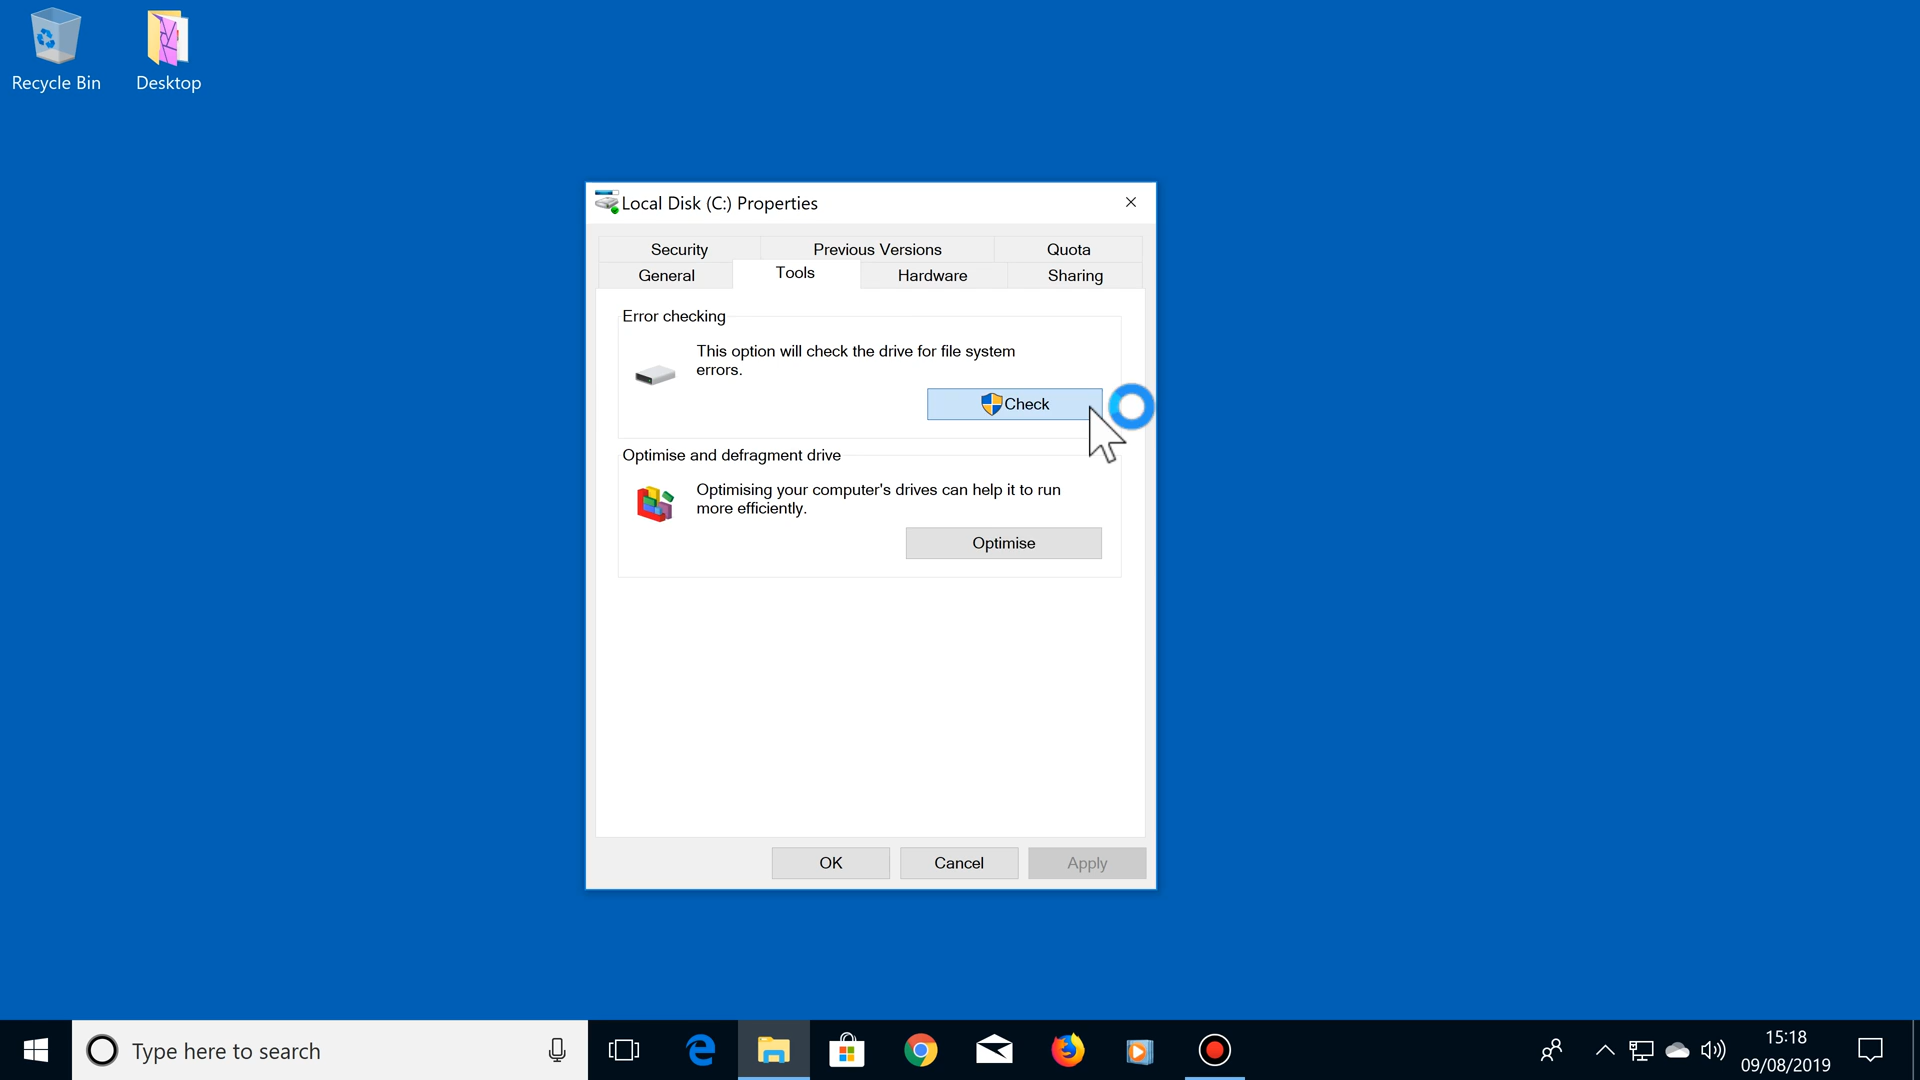 Recycle Bin
Desktop
Local Disk (C:) Properties
Security
Previous Versions
Quota
General
Tools
Hardware
Sharing
Error checking
This option will check the drive for file system
errors.
Check
Optimise and defragment drive
Optimising your computer's drives can help it to run
more efficiently.
Optimise
OK
Cancel
Apply
Type here to search
15:18
09/08/2019